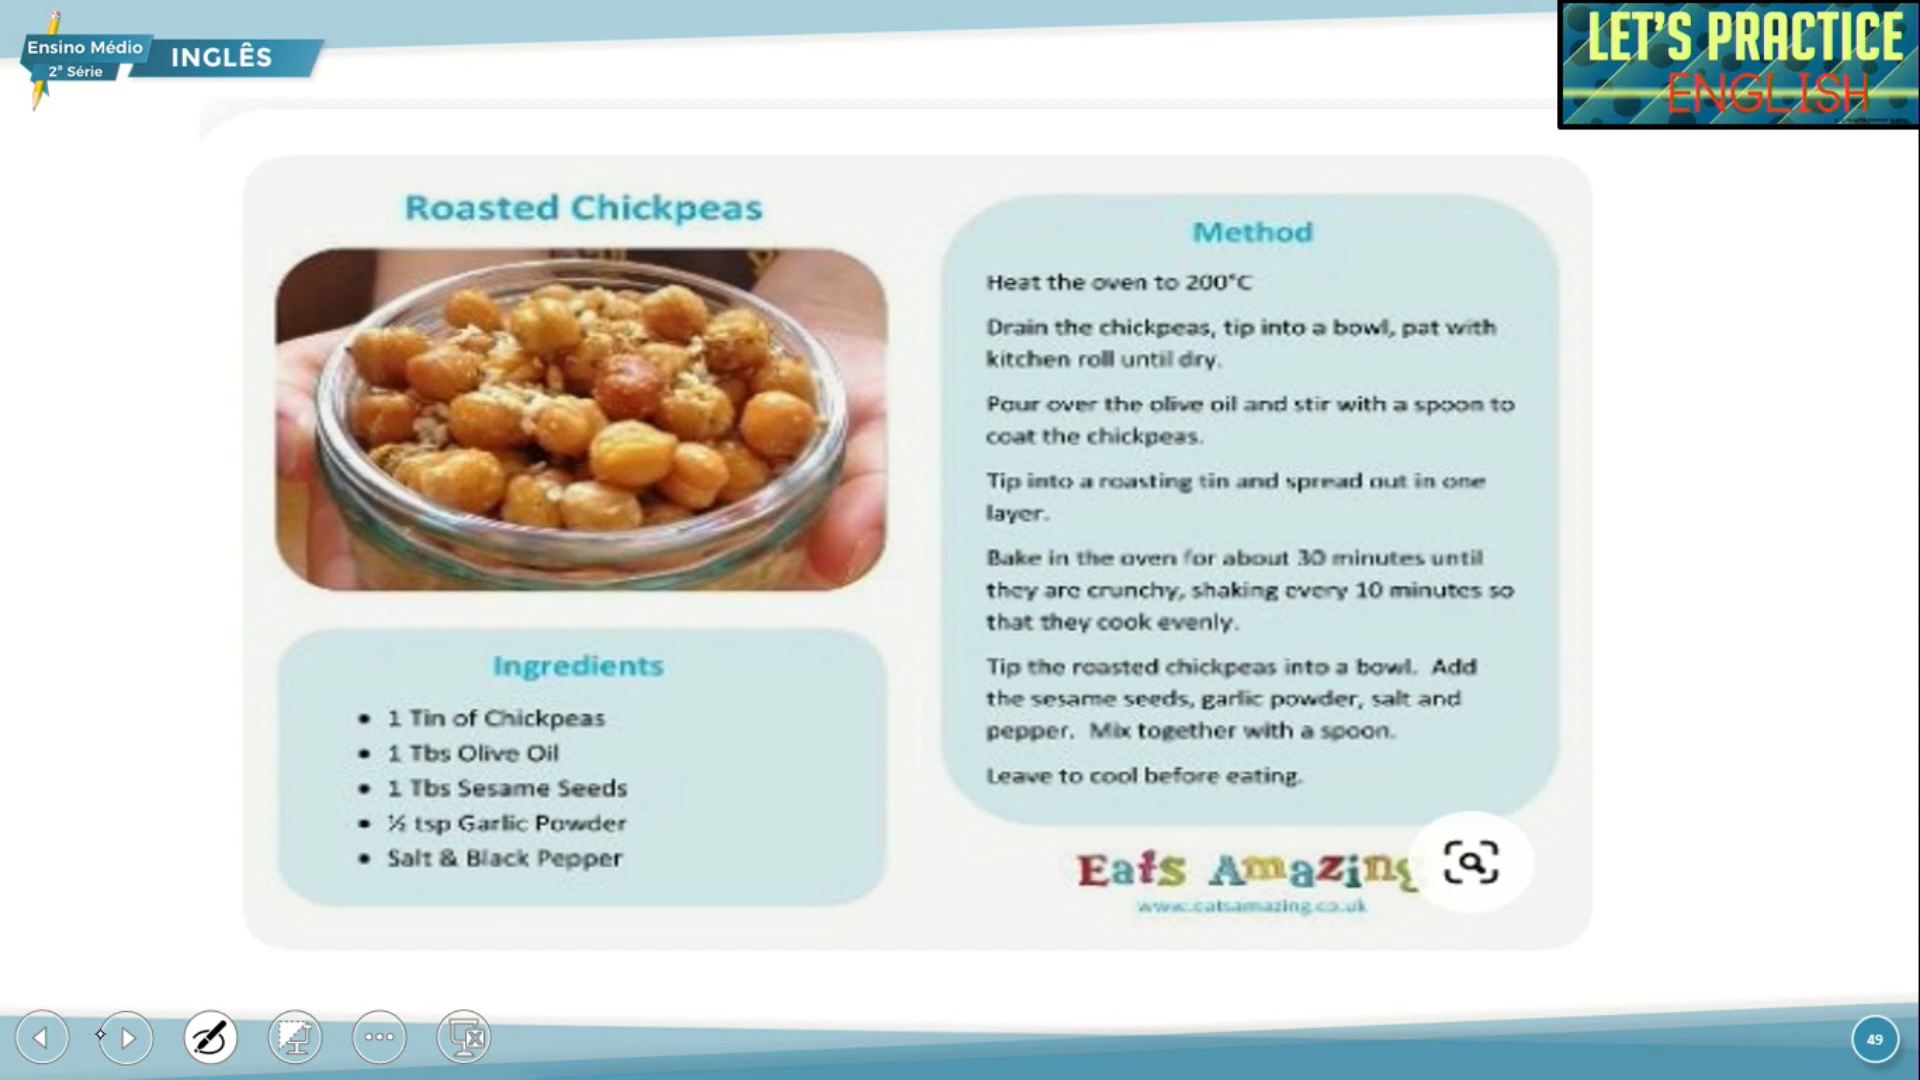 Ensino Médio
2ª Série
INGLÊS
LET'S PRACTICE
ENGLISH
Roasted Chickpeas
Ingredients
• 1 Tin of Chickpeas
• 1 Tbs Olive Oil
• 1 Tbs Sesame Seeds
• ½ tsp Garlic Powder
• Salt & Black Pepper
Method
Heat the oven to 200°C
Drain the chickpeas, tip into a bowl, pat with
kitchen roll until dry.
Pour over the olive oil and stir with a spoon to
coat the chickpeas.
Tip into a roasting tin and spread out in one
layer.
Bake in the oven for about 30 minutes until
they are crunchy, shaking every 10 minutes so
that they cook evenly.
Tip the roasted chickpeas into a bowl.  Add
the sesame seeds, garlic powder, salt and
pepper.  Mix together with a spoon.
Leave to cool before eating.
Eats Amazing
www.eatsamazing.co.uk
49